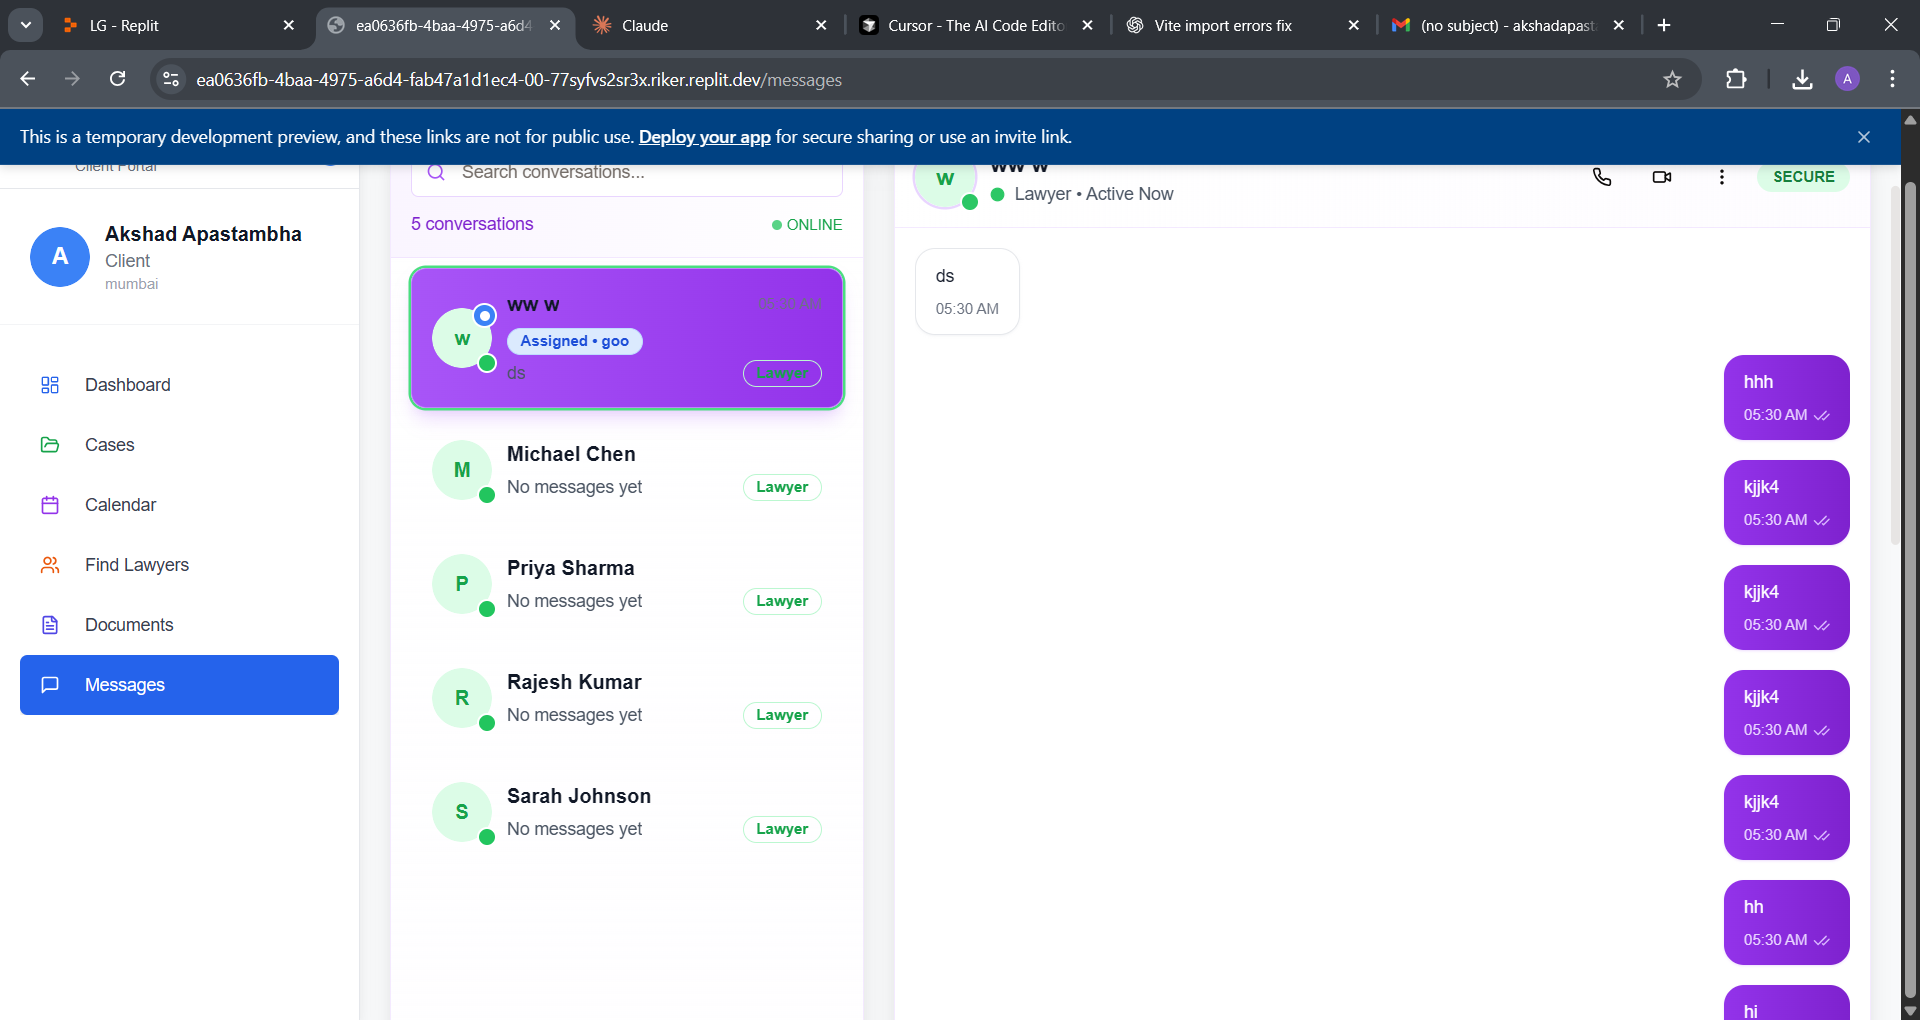 LG - Replit
ea0636fb-4baa-4975-a6d4-
Claude
Cursor - The AI Code Edito
Vite import errors fix
(no subject) - akshadapast
ea0636fb-4baa-4975-a6d4-fab47a1d1ec4-00-77syfvs2sr3x.riker.replit.dev/messages
A
This is a temporary development preview, and these links are not for public use. Deploy your app for secure sharing or use an invite link.
Client Portal
A
Akshad Apastambha
Client
mumbai
Dashboard
Cases
Calendar
Find Lawyers
Documents
Messages
Search conversations...
5 conversations
ONLINE
w
ww w
05:30 AM
Assigned • goo
ds
Lawyer
M
Michael Chen
No messages yet
Lawyer
P
Priya Sharma
No messages yet
Lawyer
R
Rajesh Kumar
No messages yet
Lawyer
S
Sarah Johnson
No messages yet
Lawyer
w
ww w
Lawyer • Active Now
SECURE
ds
05:30 AM
hhh
05:30 AM
kjjk4
05:30 AM
kjjk4
05:30 AM
kjjk4
05:30 AM
kjjk4
05:30 AM
hh
05:30 AM
hi